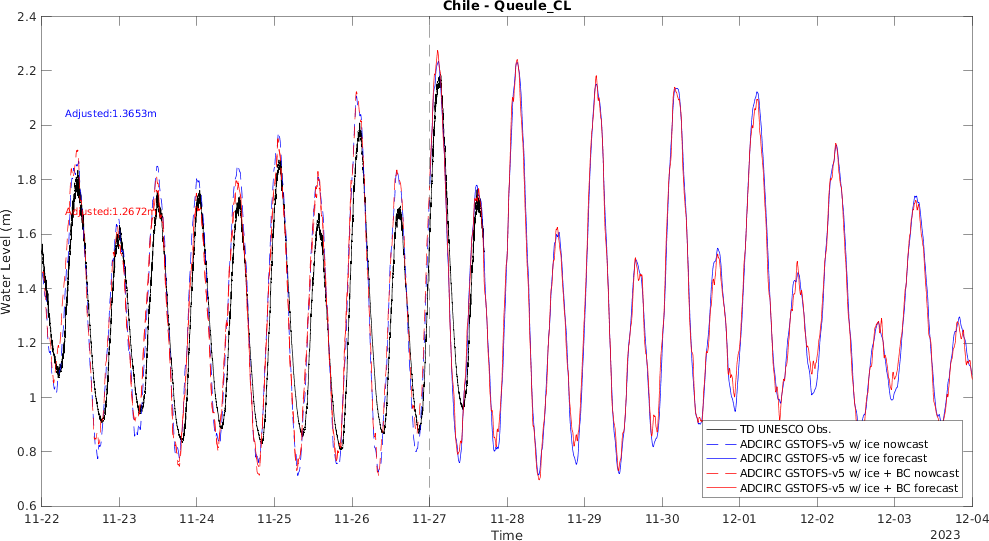 Chile - Queule_CL
2.4
2.2
2
1.8
1.6
1.4
1.2
1
0.8
0.6
Water Level (m)
Adjusted:1.3653m
Adjusted:1.2672m
TD UNESCO Obs.
ADCIRC GSTOFS-v5 w/ ice nowcast
ADCIRC GSTOFS-v5 w/ ice forecast
ADCIRC GSTOFS-v5 w/ ice + BC nowcast
ADCIRC GSTOFS-v5 w/ ice + BC forecast
11-22 11-23 11-24 11-25 11-26 11-27 11-28 11-29 11-30 12-01 12-02 12-03 12-04
Time
2023